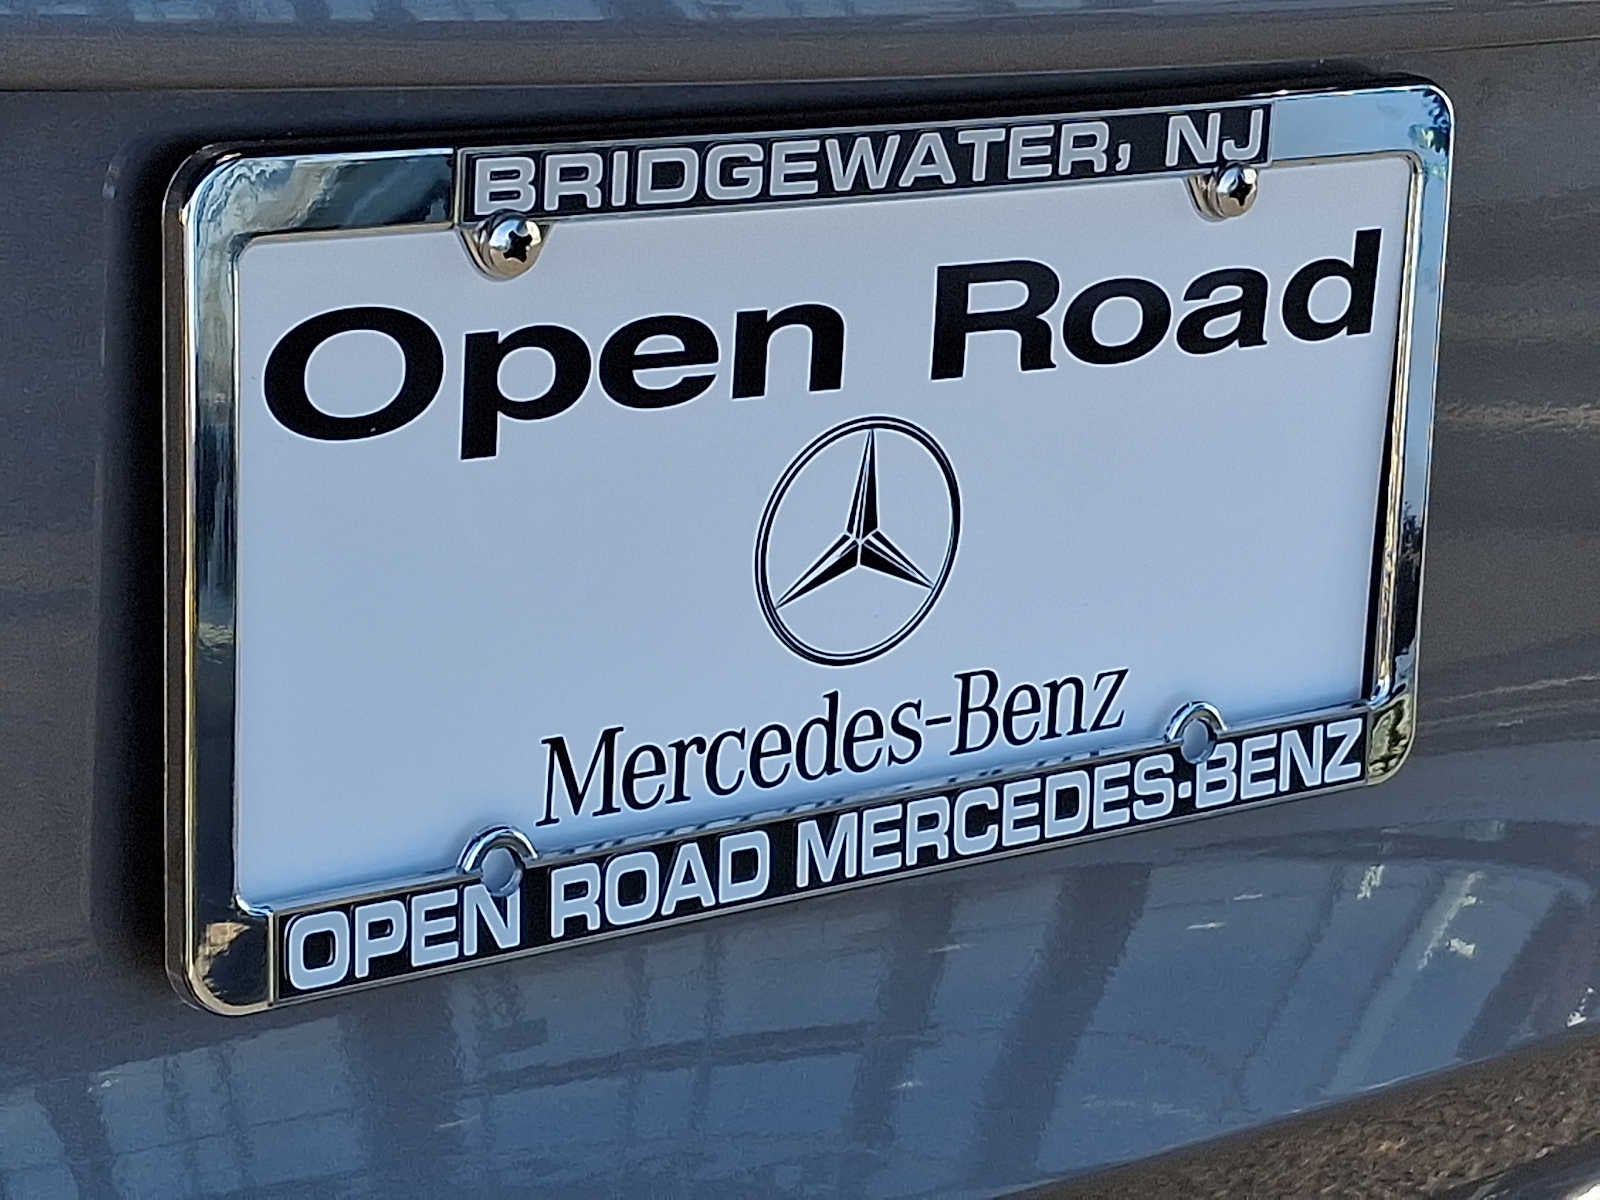 BRIDGEWATER, NJ
Open Road
Mercedes-Benz
OPEN ROAD MERCEDES-BENZ